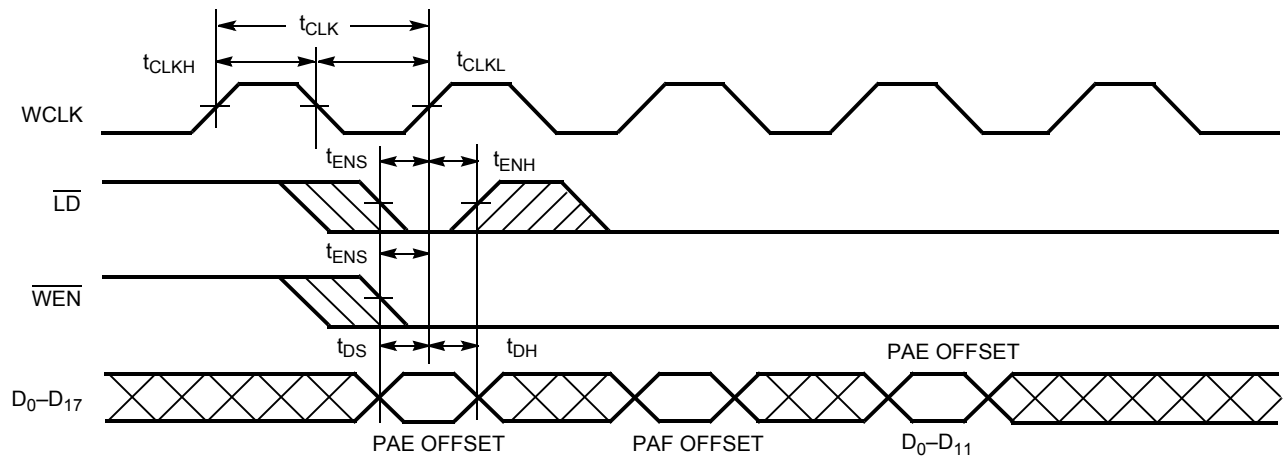 tCLK
tCLKH
tCLKL
WCLK
tENS
tENH
LD
tENS
WEN
tDS
tDH
PAE OFFSET
D0–D17
PAE OFFSET
PAF OFFSET
D0–D11